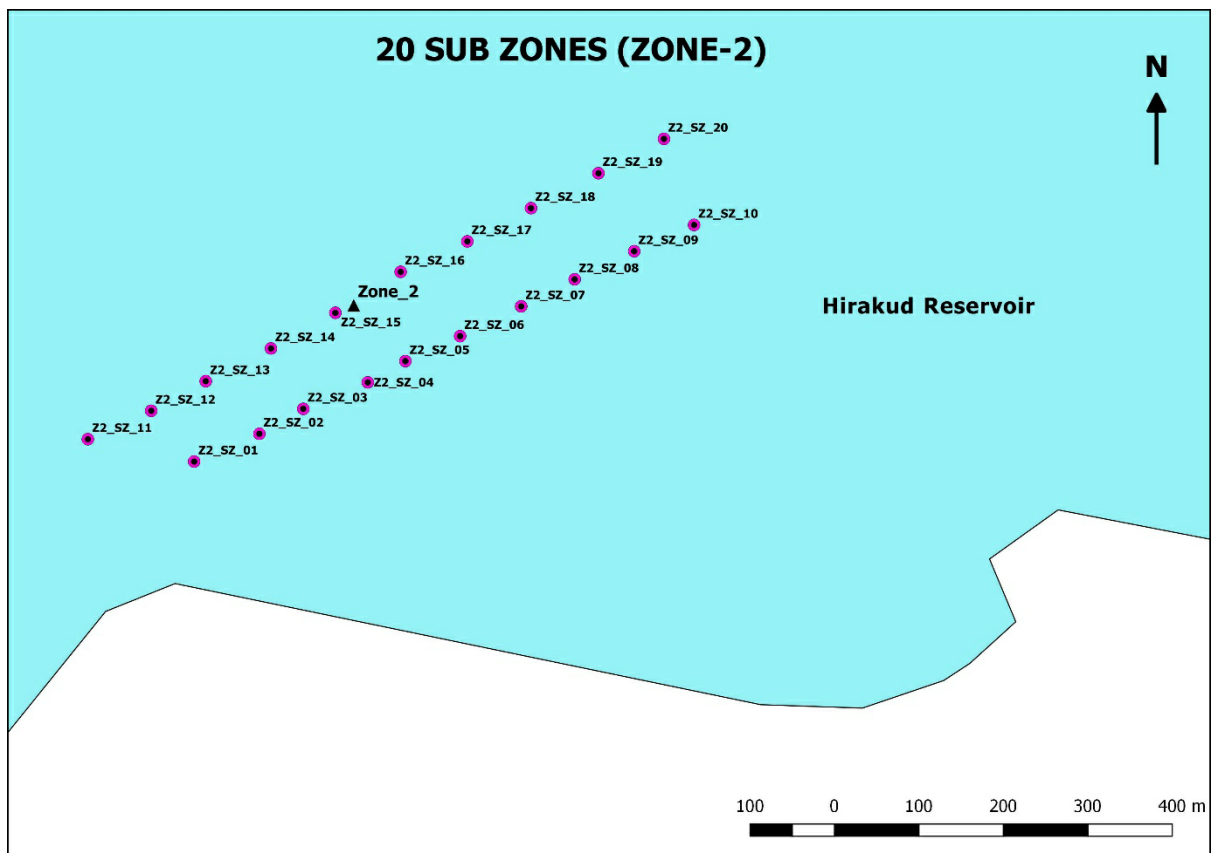 20 SUB ZONES (ZONE-2)
N
Z2_SZ_20
Z2_SZ_19
Z2_SZ_18
Z2_SZ_10
Z2_SZ_17
Z2_SZ_09
Z2_SZ_16
Z2_SZ_08
Zone_2
Z2_SZ_07
Hirakud Reservoir
Z2_SZ_15
Z2_SZ_06
Z2_SZ_14
Z2_SZ_05
Z2_SZ_13
Z2_SZ_04
Z2_SZ_03
Z2_SZ_12
Z2_SZ_02
Z2_SZ_11
Z2_SZ_01
100 0 100 200 300 400 m